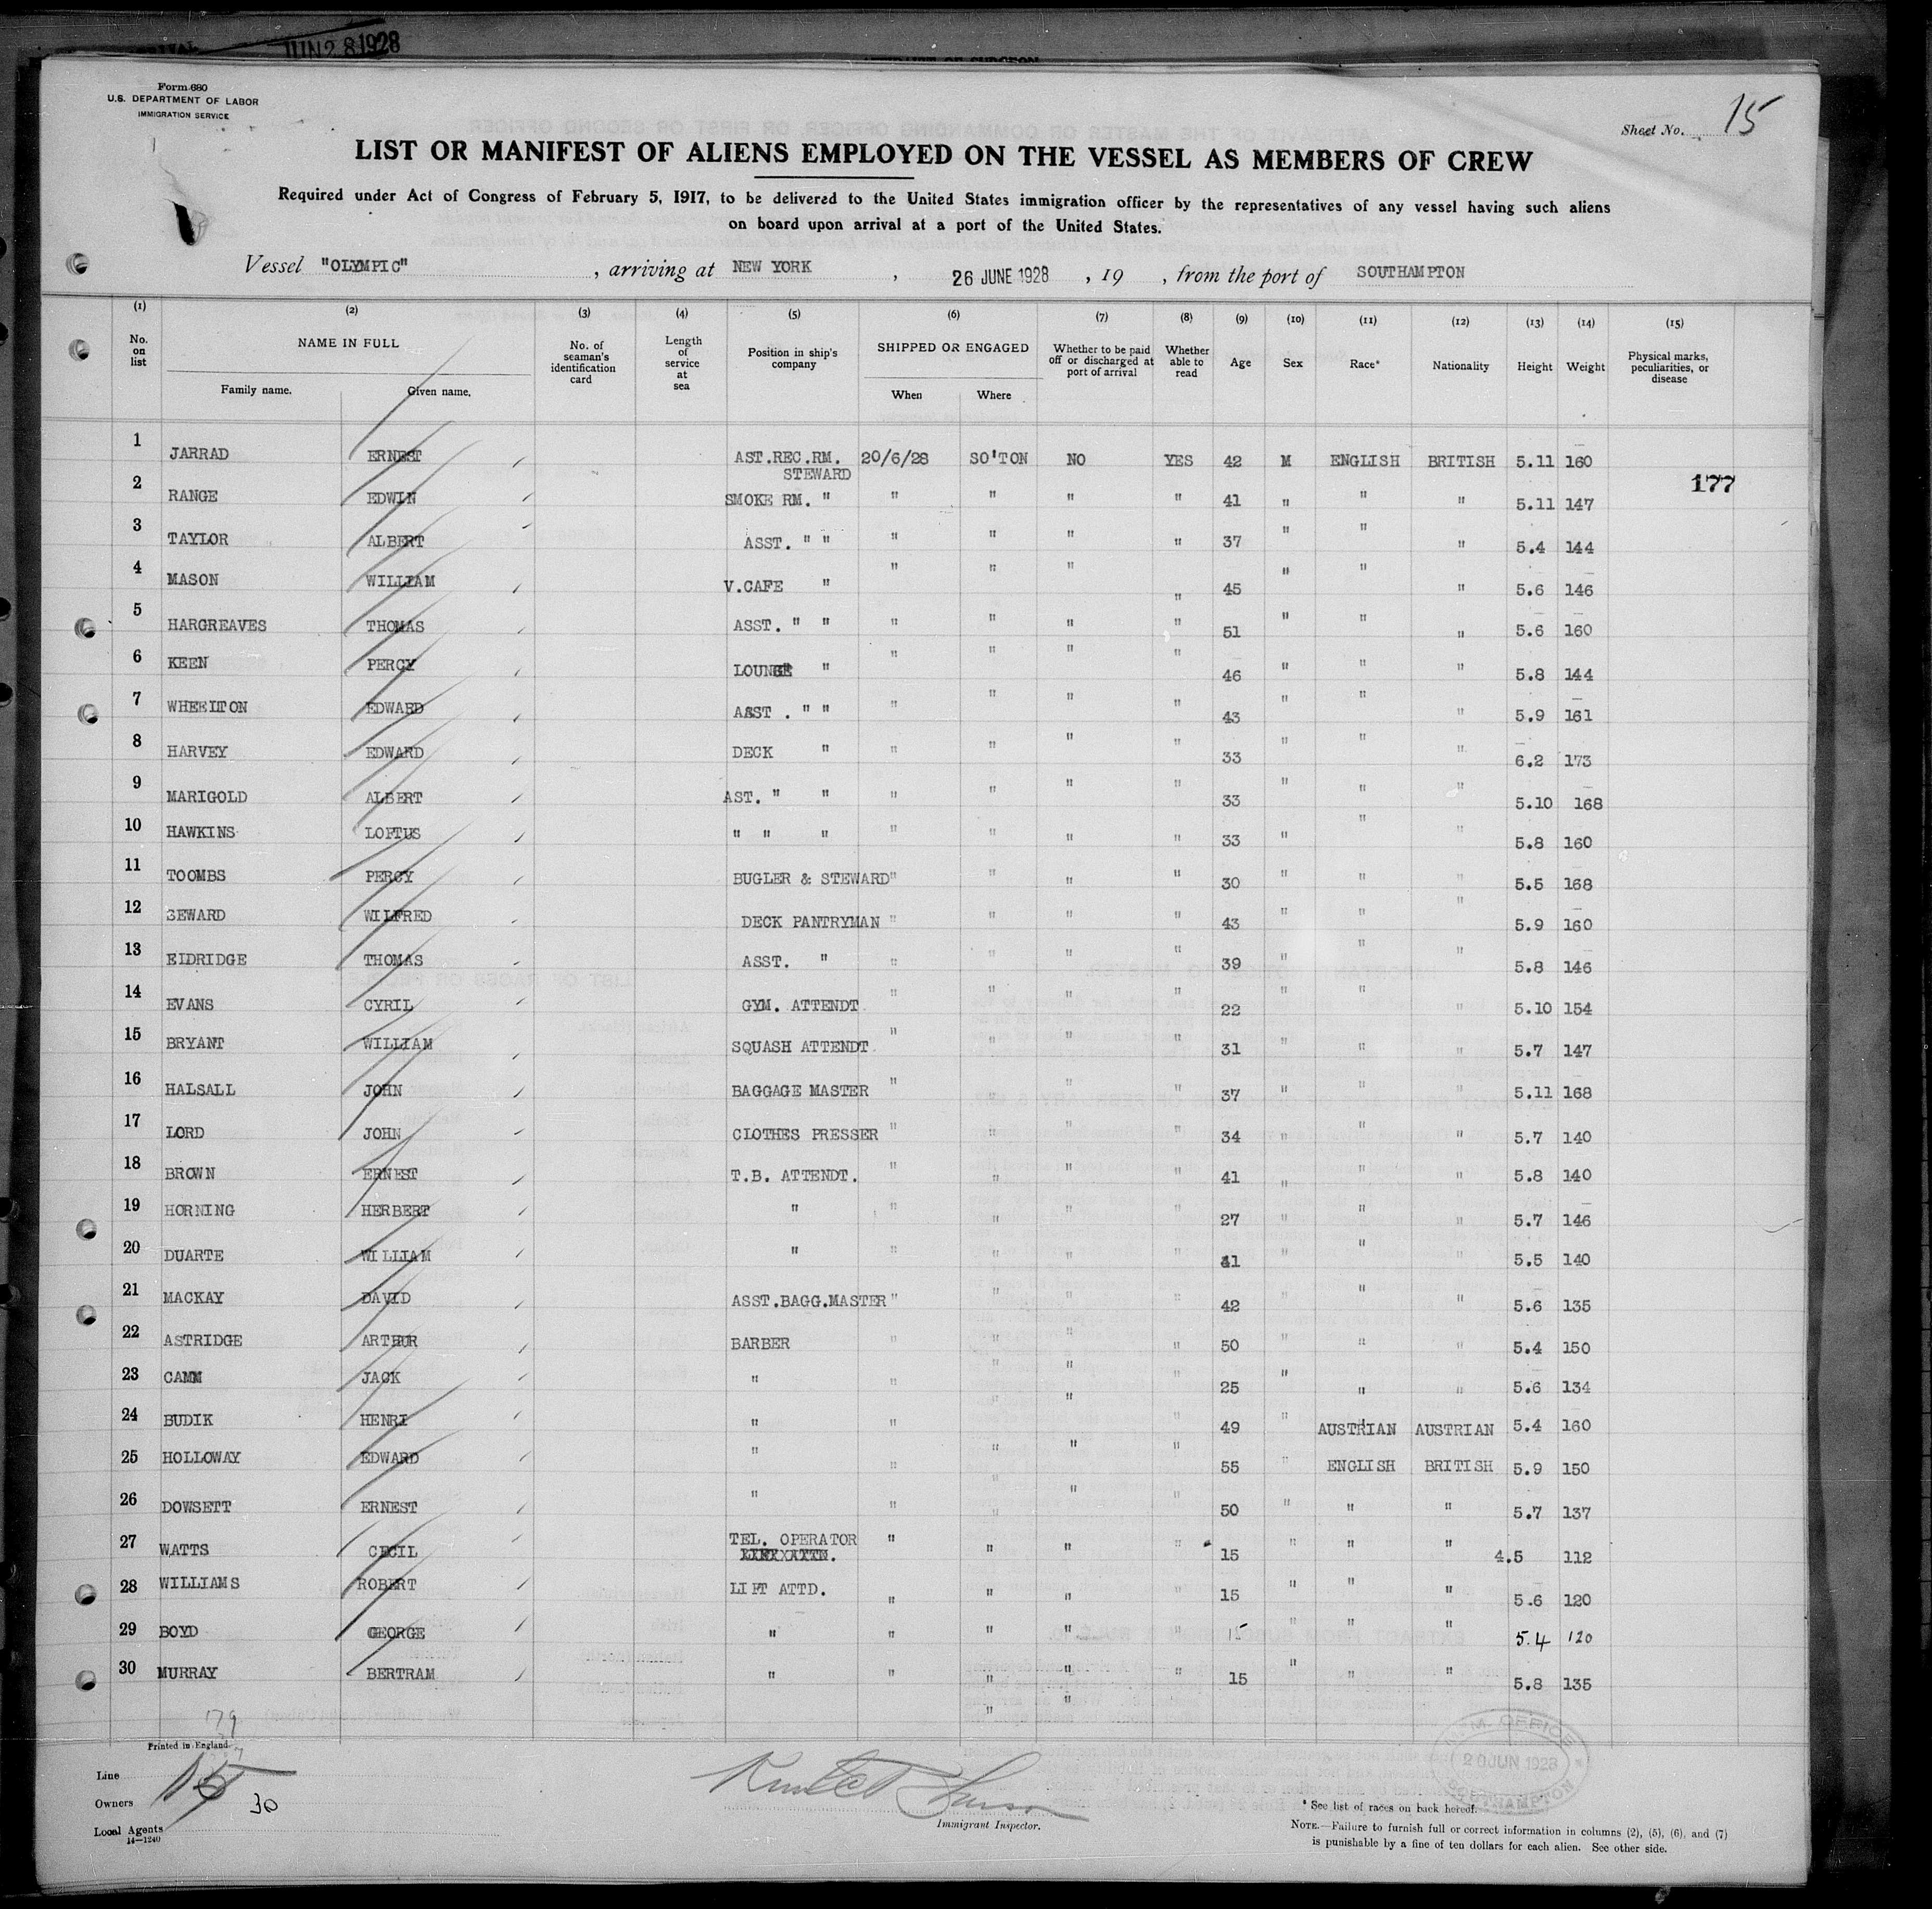 JUN 28 1928
Form 680
U.S. DEPARTMENT OF LABOR
IMMIGRATION SERVICE
Sheet No. 15
LIST OR MANIFEST OF ALIENS EMPLOYED ON THE VESSEL AS MEMBERS OF CREW
Required under Act of Congress of February 5, 1917, to be delivered to the United States immigration officer by the representatives of any vessel having such aliens
on board upon arrival at a port of the United States.
Vessel "OLYMPIC" , arriving at NEW YORK , 26 JUNE 1928 , 19 , from the port of SOUTHAMPTON
(1) (2) (3) (4) (5) (6) (7) (8) (9) (10) (11) (12) (13) (14) (15)
No. on list NAME IN FULL Family name. Given name. No. of seaman's identification card Length of service at sea Position in ship's company SHIPPED OR ENGAGED When Where Whether to be paid off or discharged at port of arrival Whether able to read Age Sex Race* Nationality Height Weight Physical marks, peculiarities, or disease
1 JARRAD ERNEST AST.REC.RM. STEWARD 20/6/28 SO'TON NO YES 42 M ENGLISH BRITISH 5.11 160
177
2 RANGE EDWIN SMOKE RM. " " " " " 41 " " " 5.11 147
3 TAYLOR ALBERT ASST. " " " " " " 37 " " " 5.4 144
4 MASON WILLIAM V.CAFE " " " " " 45 " " " 5.6 146
5 HARGREAVES THOMAS ASST. " " " " " " 51 " " " 5.6 160
6 KEEN PERCY LOUNGE " " " " " 46 " " " 5.8 144
7 WHEELTON EDWARD ASST . " " " " " " 43 " " " 5.9 161
8 HARVEY EDWARD DECK " " " " " 33 " " " 6.2 173
9 MARIGOLD ALBERT AST. " " " " " " 33 " " " 5.10 168
10 HAWKINS LOFTUS " " " " " " " 33 " " " 5.8 160
11 TOOMBS PERCY BUGLER & STEWARD " " " " 30 " " " 5.5 168
12 SEWARD WILFRED DECK PANTRYMAN " " " " 43 " " " 5.9 160
13 ELDRIDGE THOMAS ASST. " " " " " 39 " " " 5.8 146
14 EVANS CYRIL GYM. ATTENDT " " " " 22 " " " 5.10 154
15 BRYANT WILLIAM SQUASH ATTENDT. " " " " 31 " " " 5.7 147
16 HALSALL JOHN BAGGAGE MASTER " " " " 37 " " " 5.11 168
17 LORD JOHN CLOTHES PRESSER " " " " 34 " " " 5.7 140
18 BROWN ERNEST T.B. ATTENDT. " " " " 41 " " " 5.8 140
19 HORNING HERBERT " " " " " 27 " " " 5.7 146
20 DUARTE WILLIAM " " " " " 41 " " " 5.5 140
21 MACKAY DAVID ASST.BAGG.MASTER " " " " 42 " " " 5.6 135
22 ASTRIDGE ARTHUR BARBER " " " " 50 " " " 5.4 150
23 CAMM JACK " " " " 25 " " " 5.6 134
24 BUDIK HENRI " " " " 49 " AUSTRIAN AUSTRIAN 5.4 160
25 HOLLOWAY EDWARD " " " " " 55 " ENGLISH BRITISH 5.9 150
26 DOWSETT ERNEST " " " " " 50 " " " 5.7 137
27 WATTS CECIL TEL. OPERATOR " " " " 15 " " " 4.5 112
28 WILLIAMS ROBERT LIFT ATTD. " " " " 15 " " " 5.6 120
29 BOYD GEORGE " " " " " 15 " " " 5.4 120
30 MURRAY BERTRAM " " " " " 15 " " " 5.8 135
" "
179
Printed in England.
Line
Owners 30
Local Agents
14—1240
Immigrant Inspector.
M. OFFICE
20 JUN 1928
SOUTHAMPTON
* See list of races on back hereof.
NOTE.—Failure to furnish full or correct information in columns (2), (5), (6), and (7)
is punishable by a fine of ten dollars for each alien. See other side.